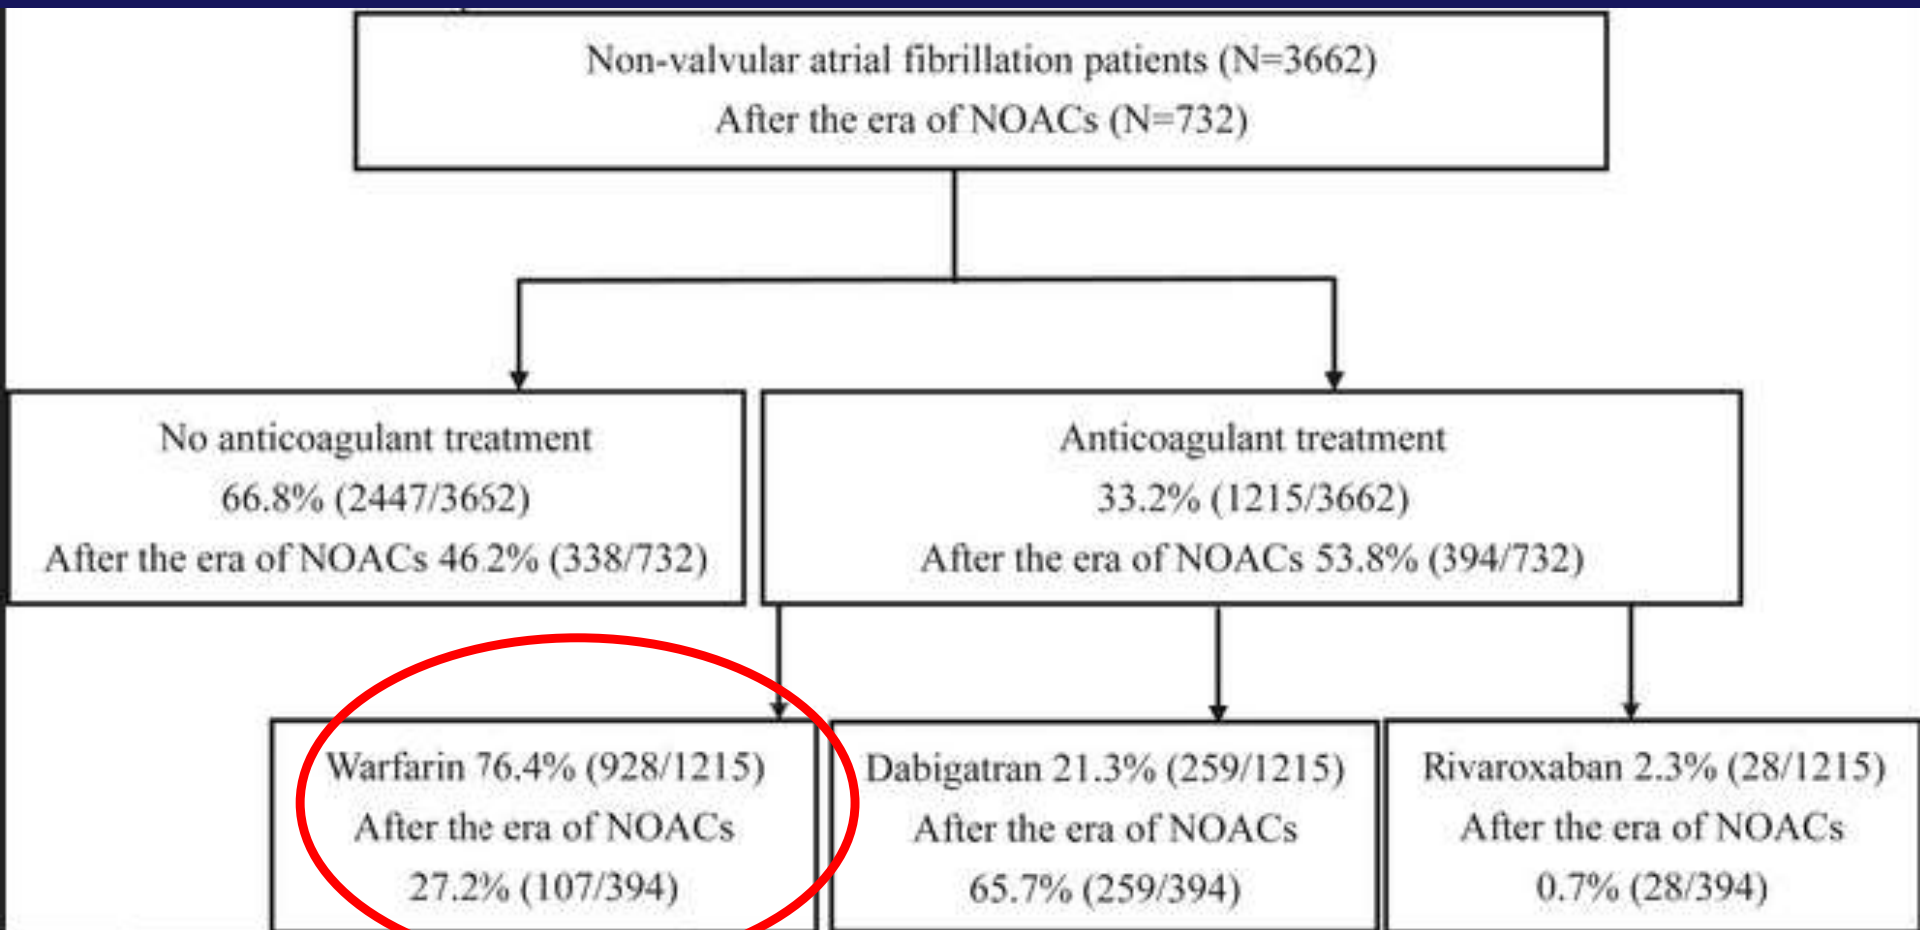 Non-valvular atrial fibrillation patients (N=3662)
After the era of NOACs (N=732)
No anticoagulant treatment
66.8% (2447/3652)
After the era of NOACs 46.2% (338/732)
Anticoagulant treatment
33.2% (1215/3662)
After the era of NOACs 53.8% (394/732)
Warfarin 76.4% (928/1215)
After the era of NOACs
27.2% (107/394)
Dabigatran 21.3% (259/1215)
After the era of NOACs
65.7% (259/394)
Rivaroxaban 2.3% (28/1215)
After the era of NOACs
0.7% (28/394)